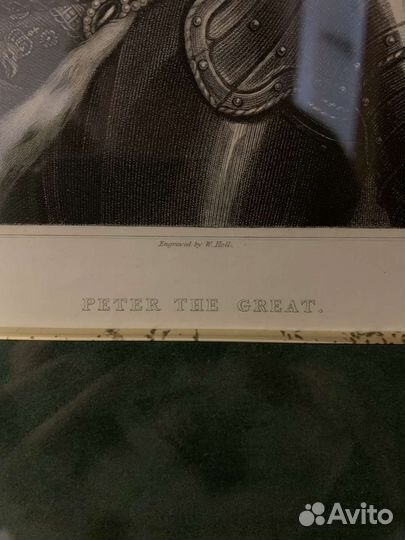 Engraved by W. Holl.
PETER THE GREAT.
Avito